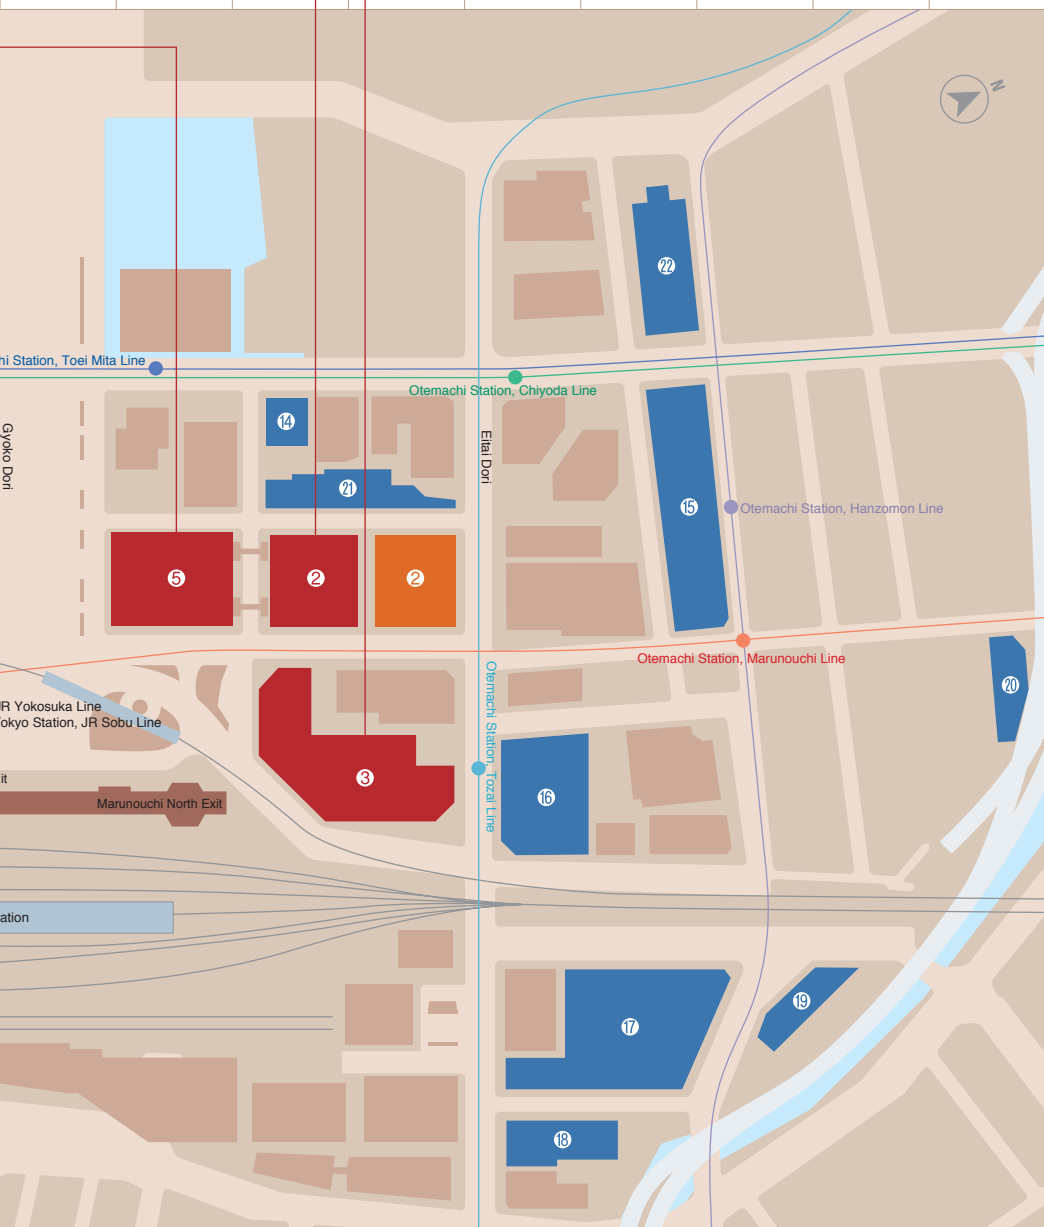 N
22
hi Station, Toei Mita Line
Otemachi Station, Chiyoda Line
14
Gyoko Dori
Eitai Dori
21
15
Otemachi Station, Hanzomon Line
5
2
2
Otemachi Station, Marunouchi Line
20
Otemachi Station, Tozai Line
JR Yokosuka Line
Tokyo Station, JR Sobu Line
3
it
Marunouchi North Exit
16
ation
19
17
18